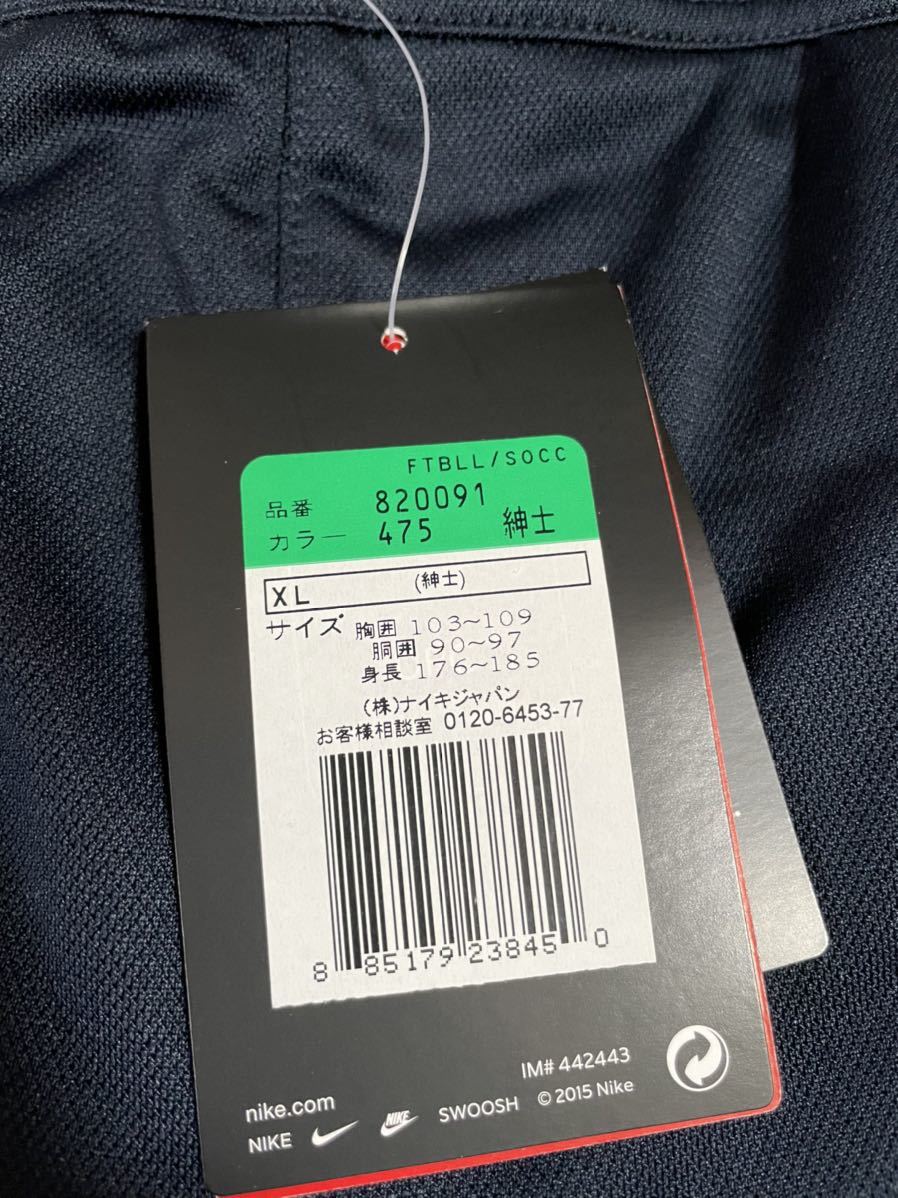 FTBLL/SOCC
品番 820091
カラー 475 紳士
XL (紳士)
サイズ 胸囲 103~109
胴囲 90~97
身長 176~185
(株)ナイキジャパン
お客様相談室 0120-6453-77
8 85179 23845 0
IM# 442443
nike.com
NIKE NIKE SWOOSH © 2015 Nike